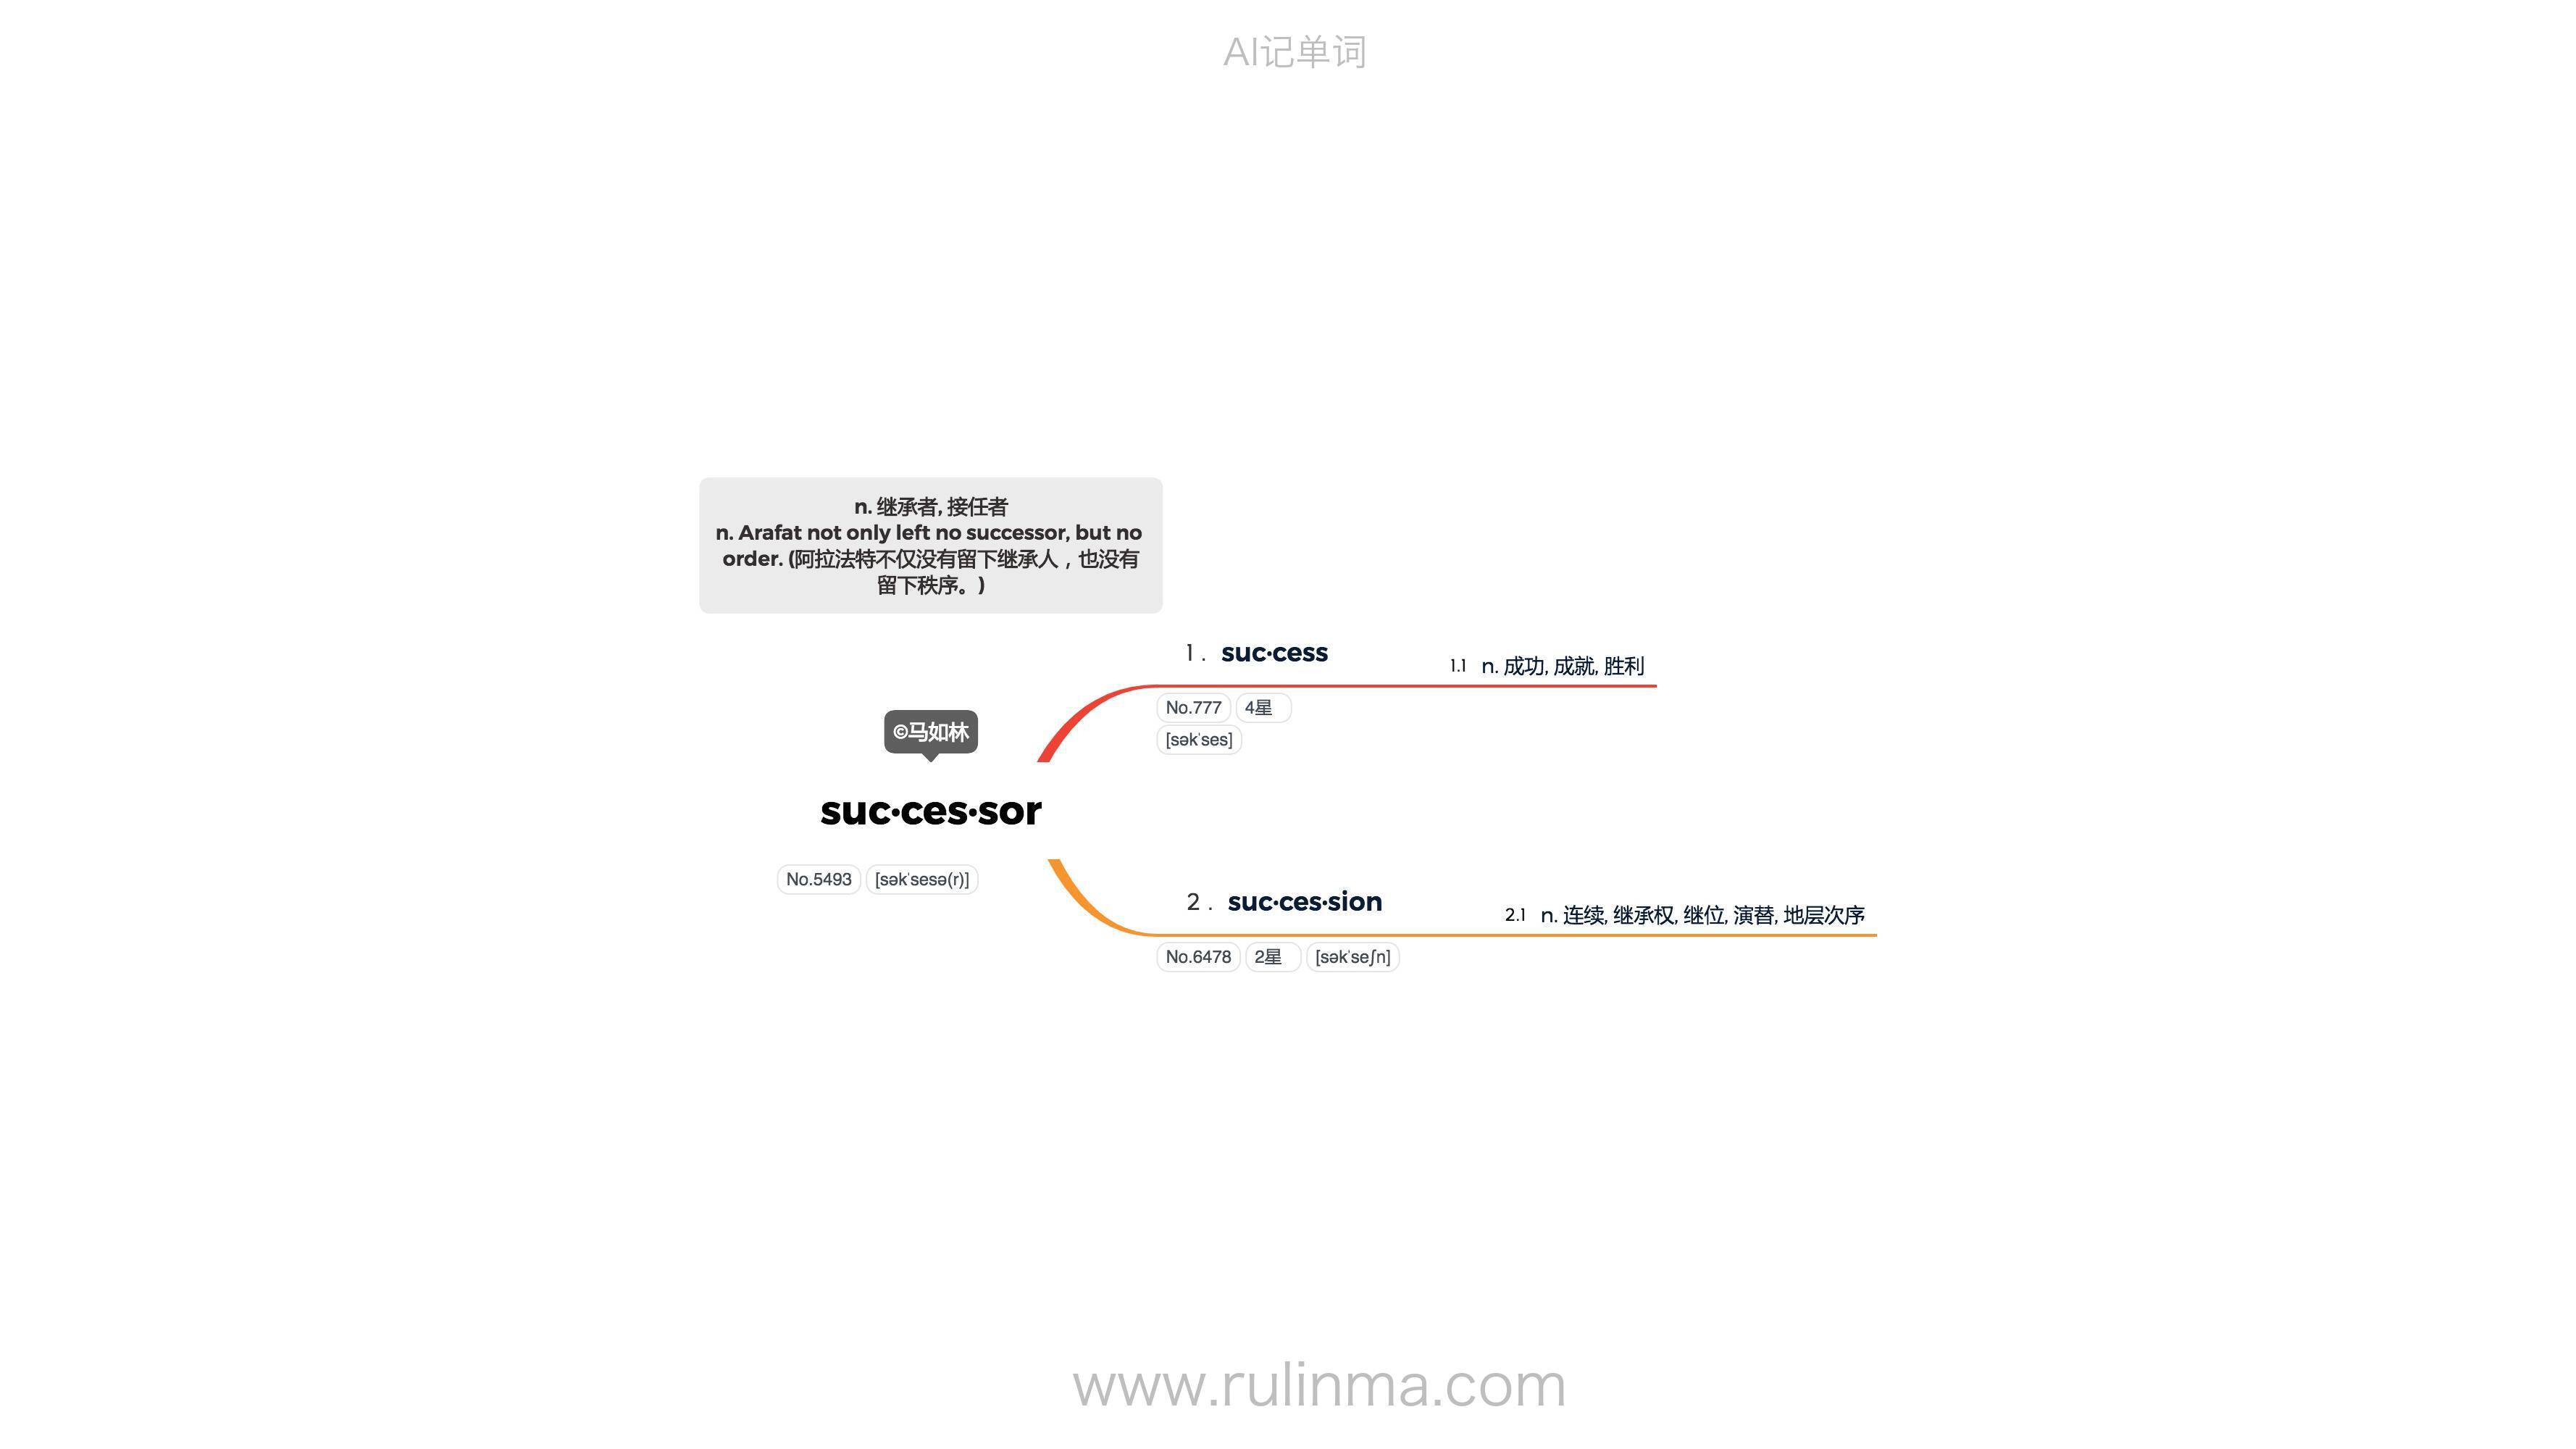 AI记单词
n. 继承者, 接任者
n. Arafat not only left no successor, but no
order. (阿拉法特不仅没有留下继承人，也没有
留下秩序。)
1. suc·cess
1.1 n. 成功, 成就, 胜利
No.777 4星
[səkˈses]
©马如林
suc·ces·sor
No.5493 [səkˈsesə(r)]
2. suc·ces·sion
2.1 n. 连续, 继承权, 继位, 演替, 地层次序
No.6478 2星 [səkˈseʃn]
www.rulinma.com